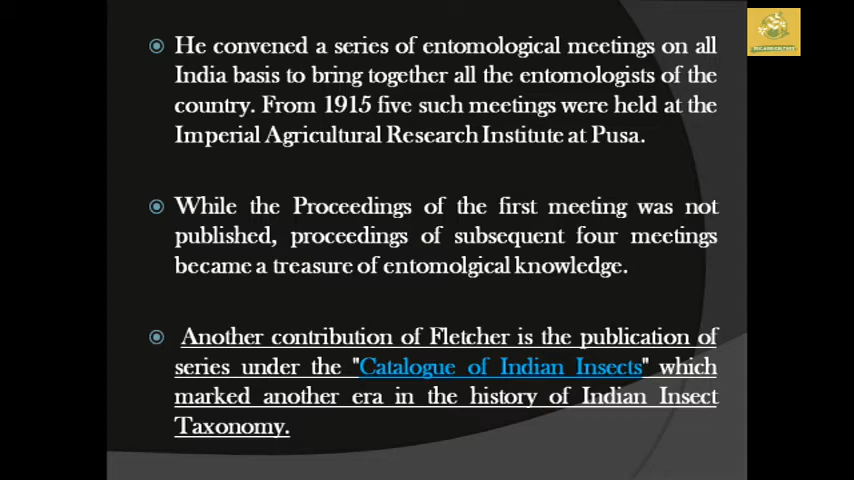 He convened a series of entomological meetings on all
India basis to bring together all the entomologists of the
country. From 1915 five such meetings were held at the
Imperial Agricultural Research Institute at Pusa.
While the Proceedings of the first meeting was not
published, proceedings of subsequent four meetings
became a treasure of entomolgical knowledge.
Another contribution of Fletcher is the publication of
series under the "Catalogue of Indian Insects" which
marked another era in the history of Indian Insect
Taxonomy.